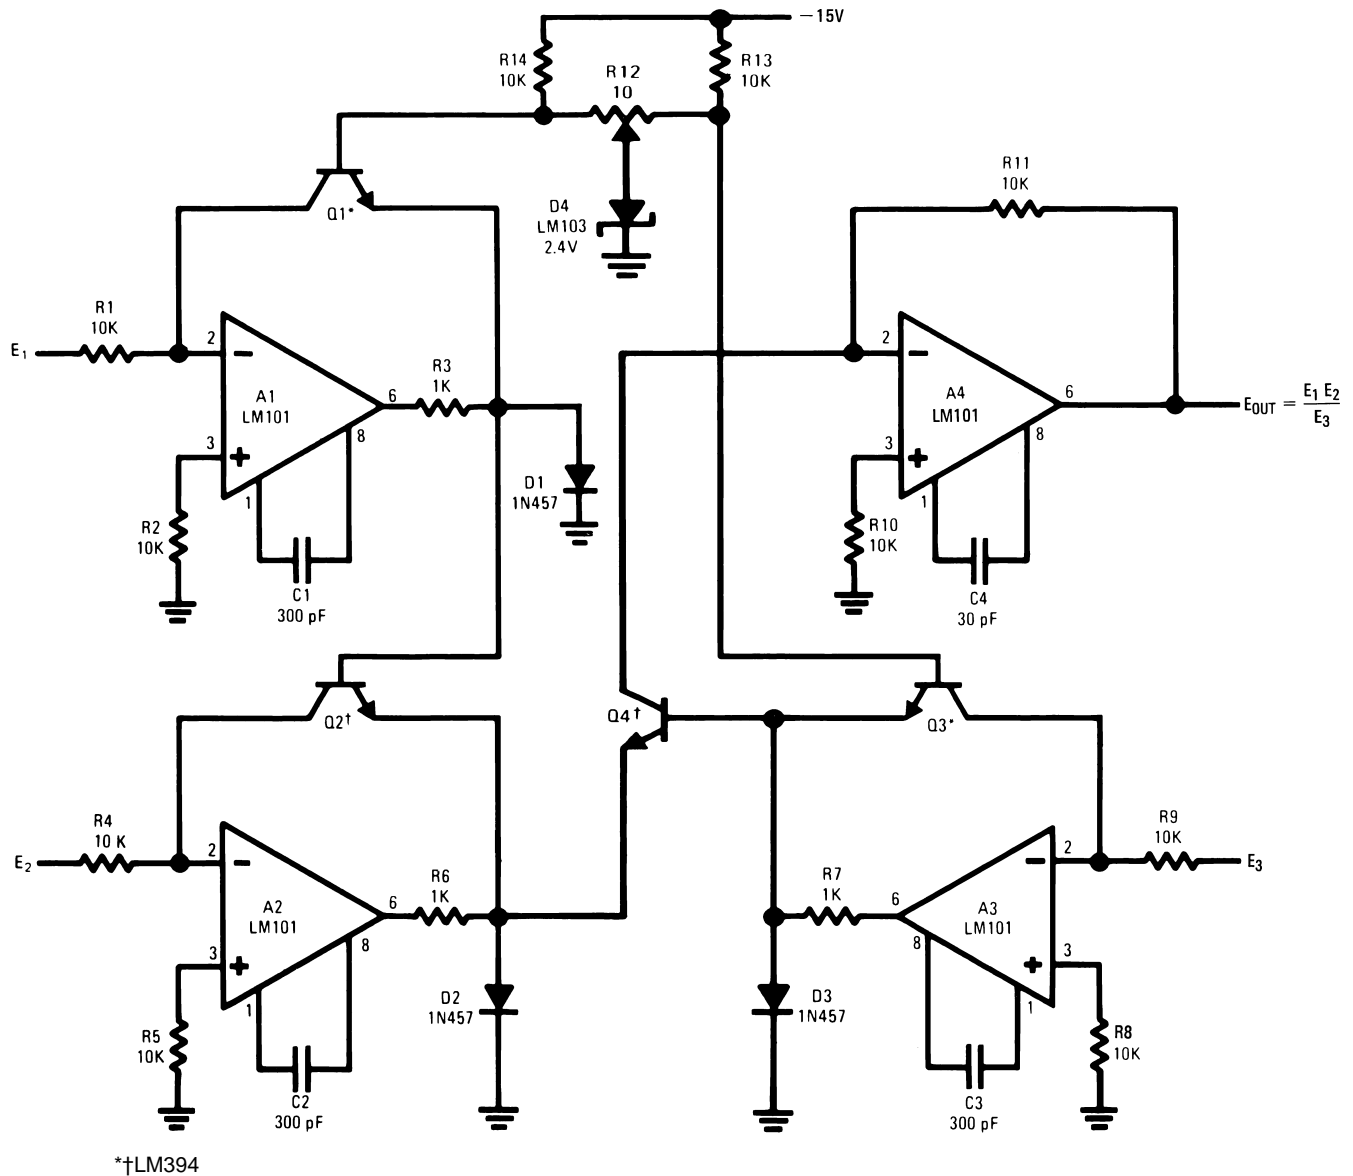 −15V
R14
10K
R12
10
R13
10K
Q1*
D4
LM103
2.4V
R11
10K
R1
10K
E1
2
3
A1
LM101
6
8
1
R3
1K
R2
10K
C1
300 pF
D1
1N457
2
3
A4
LM101
6
8
1
EOUT = E1 E2
E3
R10
10K
C4
30 pF
Q2†
Q4†
Q3*
R4
10 K
E2
2
3
A2
LM101
6
8
1
R6
1K
R7
1K
6
8
A3
LM101
2
3
1
R9
10K
E3
R5
10K
C2
300 pF
D2
1N457
D3
1N457
C3
300 pF
R8
10K
*†LM394